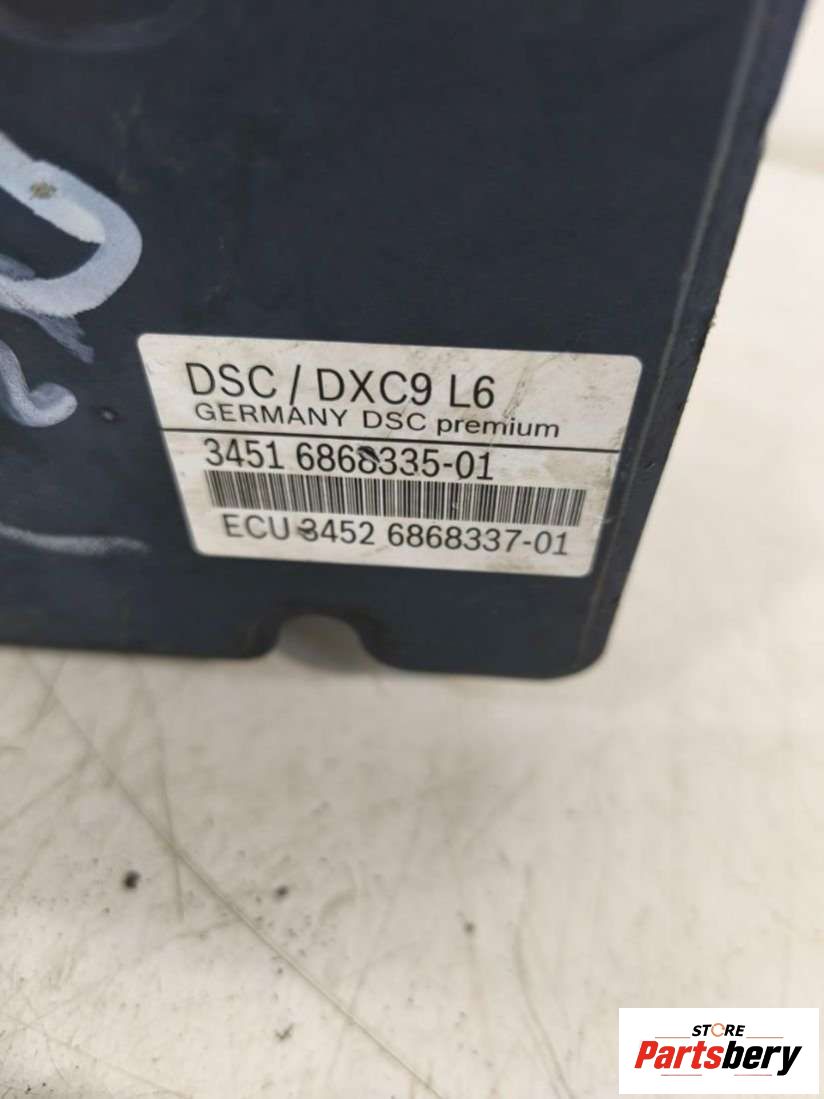 DSC / DXC9 L6
GERMANY DSC premium
3451 6868335-01
ECU 3452 6868337-01
STORE
Partsbery